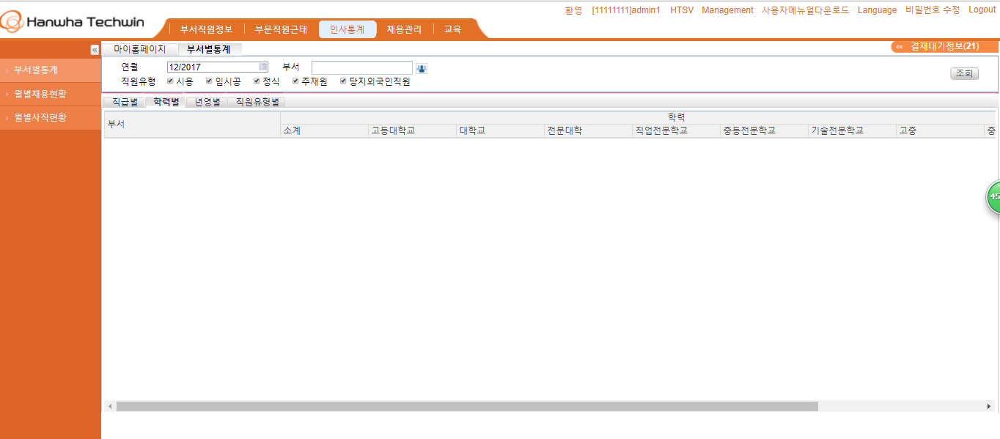 환영 [11111111]admin1 HTSV Management 사용자메뉴얼다운로드 Language 비밀번호 수정 Logout
Hanwha Techwin
부서직원정보 부문직원근태 인사통계 채용관리 교육
« 마이홈페이지 부서별통계 << 결재대기정보(21)
부서별통계
월별채용현황
월별사직현황
연월 12/2017 부서
조회
직원유형 시용 임시공 정식 주재원 당지외국인직원
직급별 학력별 년영별 직원유형별
부서 학력
소계 고등대학교 대학교 전문대학 직업전문학교 중등전문학교 기술전문학교 고중 중
45